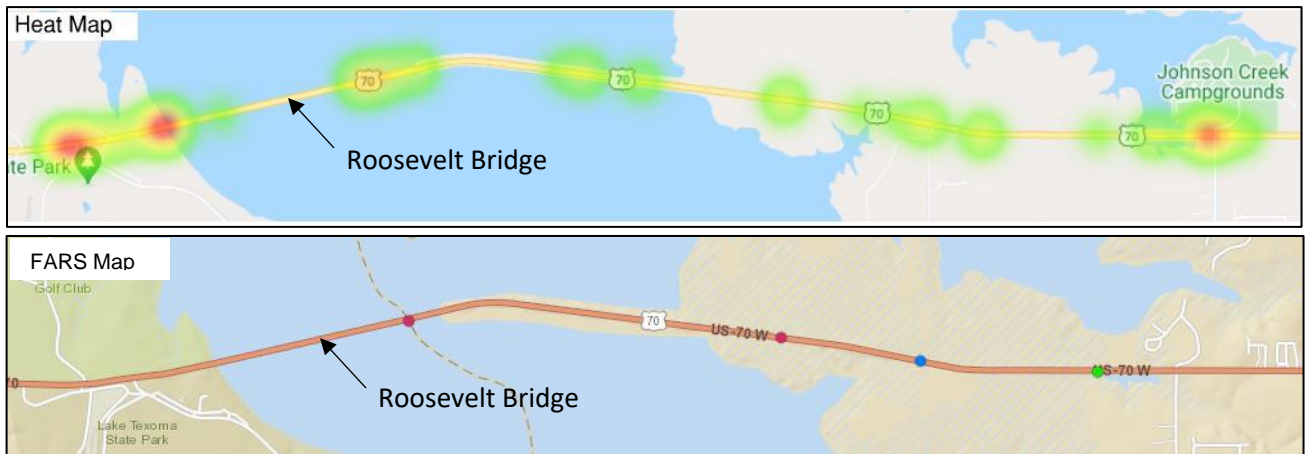 Heat Map
70
70
70
70
Johnson Creek
Campgrounds
te Park
Roosevelt Bridge
FARS Map
Golf Club
70
US-70 W
70
US-70 W
Roosevelt Bridge
Lake Texoma
State Park